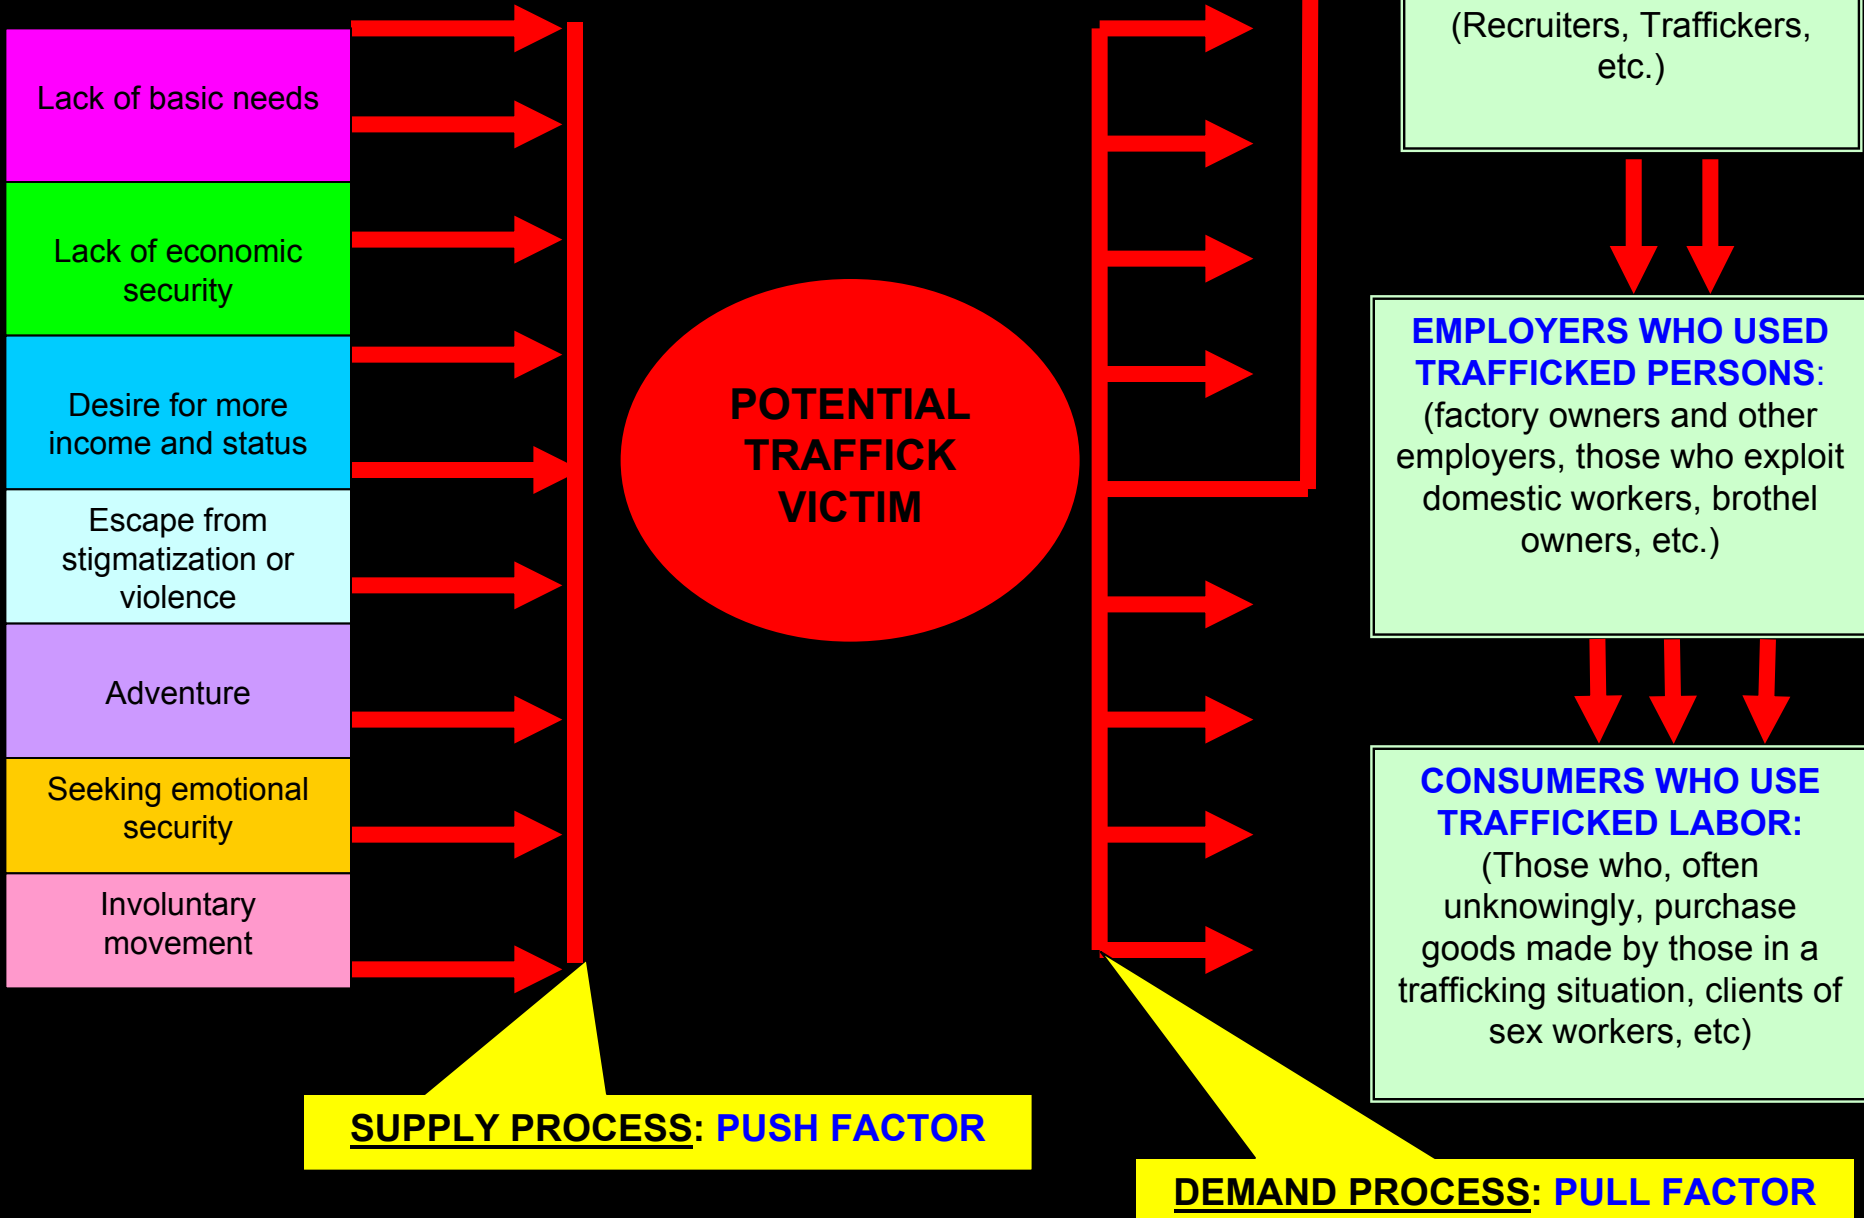 Lack of basic needs
Lack of economic
security
Desire for more
income and status
Escape from
stigmatization or
violence
Adventure
Seeking emotional
security
Involuntary
movement
POTENTIAL
TRAFFICK
VICTIM
(Recruiters, Traffickers,
etc.)
EMPLOYERS WHO USED
TRAFFICKED PERSONS:
(factory owners and other
employers, those who exploit
domestic workers, brothel
owners, etc.)
CONSUMERS WHO USE
TRAFFICKED LABOR:
(Those who, often
unknowingly, purchase
goods made by those in a
trafficking situation, clients of
sex workers, etc)
SUPPLY PROCESS: PUSH FACTOR
DEMAND PROCESS: PULL FACTOR